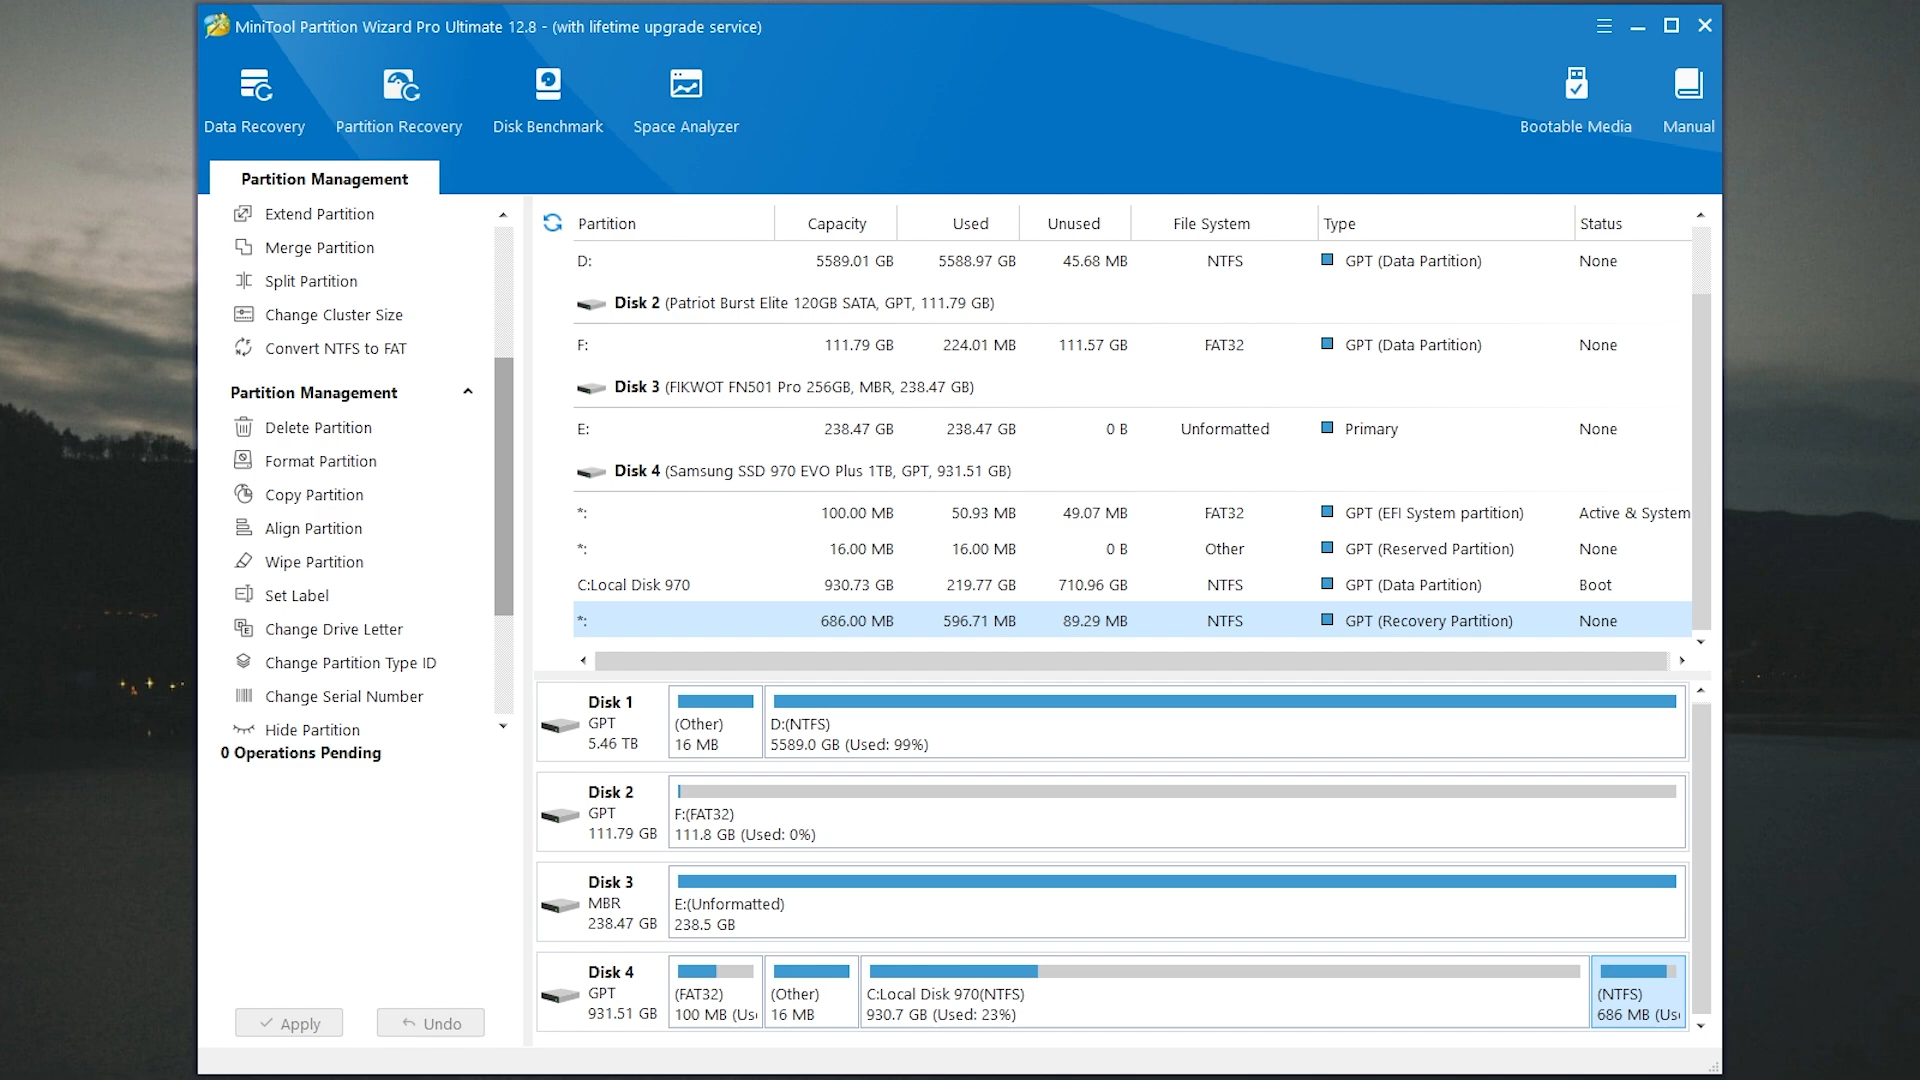 MiniTool Partition Wizard Pro Ultimate 12.8 - (with lifetime upgrade service)
Data Recovery
Partition Recovery
Disk Benchmark
Space Analyzer
Bootable Media
Manual
Partition Management
Extend Partition
Merge Partition
Split Partition
Change Cluster Size
Convert NTFS to FAT
Partition Management
Delete Partition
Format Partition
Copy Partition
Align Partition
Wipe Partition
Set Label
Change Drive Letter
Change Partition Type ID
Change Serial Number
Hide Partition
0 Operations Pending
Apply
Undo
Partition Capacity Used Unused File System Type Status
D: 5589.01 GB 5588.97 GB 45.68 MB NTFS GPT (Data Partition) None
Disk 2 (Patriot Burst Elite 120GB SATA, GPT, 111.79 GB)
F: 111.79 GB 224.01 MB 111.57 GB FAT32 GPT (Data Partition) None
Disk 3 (FIKWOT FN501 Pro 256GB, MBR, 238.47 GB)
E: 238.47 GB 238.47 GB 0 B Unformatted Primary None
Disk 4 (Samsung SSD 970 EVO Plus 1TB, GPT, 931.51 GB)
*: 100.00 MB 50.93 MB 49.07 MB FAT32 GPT (EFI System partition) Active & System
*: 16.00 MB 16.00 MB 0 B Other GPT (Reserved Partition) None
C:Local Disk 970 930.73 GB 219.77 GB 710.96 GB NTFS GPT (Data Partition) Boot
*: 686.00 MB 596.71 MB 89.29 MB NTFS GPT (Recovery Partition) None
Disk 1
GPT
5.46 TB
(Other)
16 MB
D:(NTFS)
5589.0 GB (Used: 99%)
Disk 2
GPT
111.79 GB
F:(FAT32)
111.8 GB (Used: 0%)
Disk 3
MBR
238.47 GB
E:(Unformatted)
238.5 GB
Disk 4
GPT
931.51 GB
(FAT32)
100 MB (Us
(Other)
16 MB
C:Local Disk 970(NTFS)
930.7 GB (Used: 23%)
(NTFS)
686 MB (Us